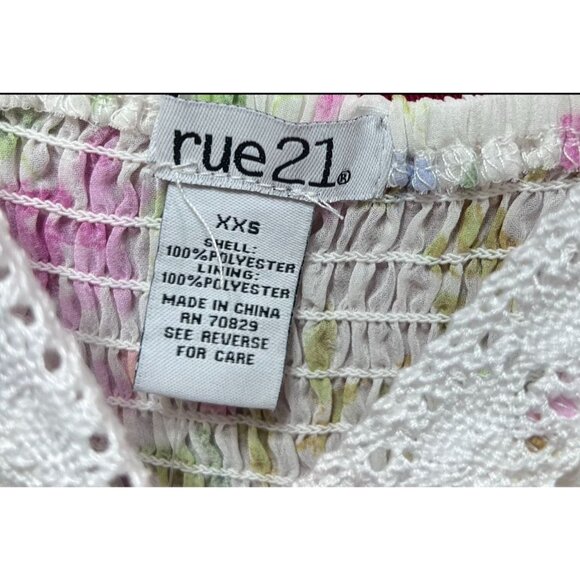 rue21®
XXS
SHELL:
100%POLYESTER
LINING:
100%POLYESTER
MADE IN CHINA
RN 70829
SEE REVERSE
FOR CARE